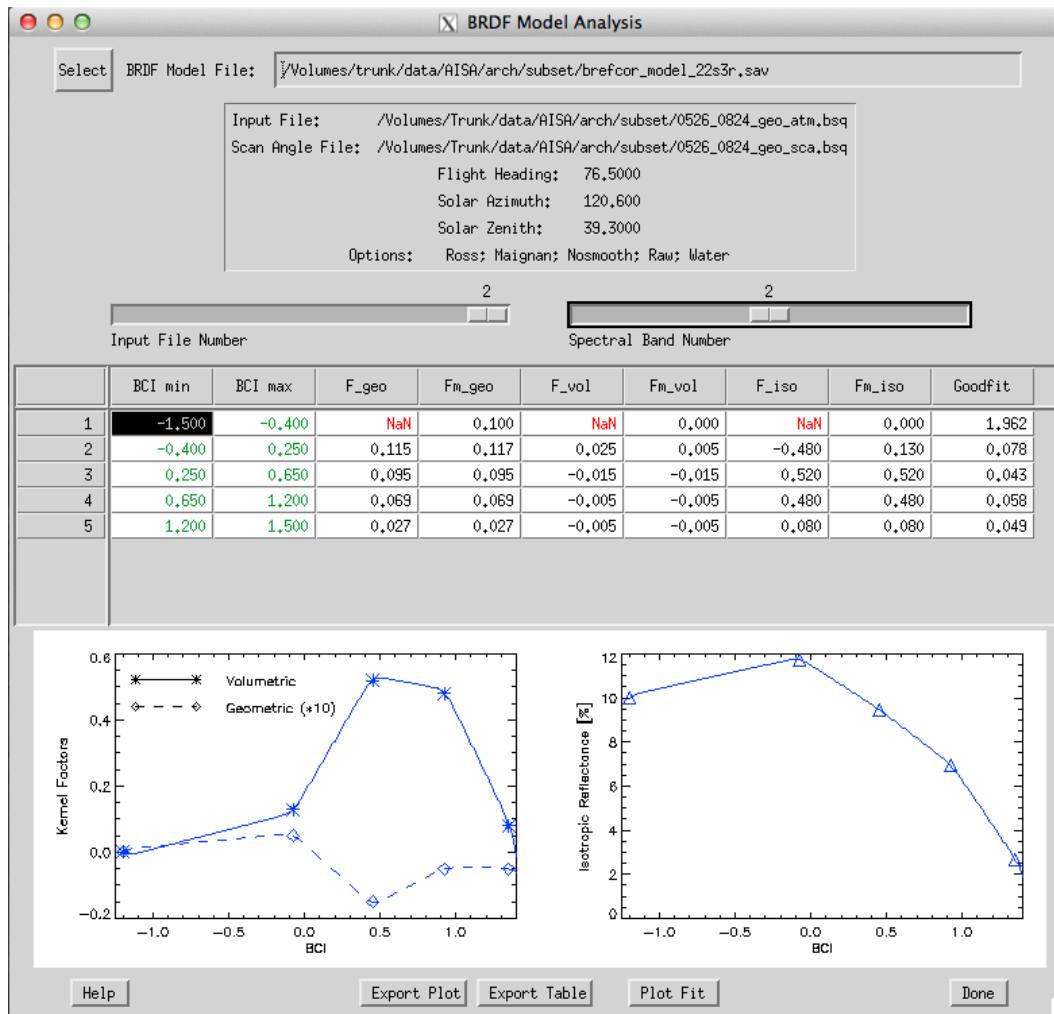 BRDF Model Analysis
Select BRDF Model File: /Volumes/trunk/data/AISA/arch/subset/brefcor_model_22s3r.sav
Input File: /Volumes/Trunk/data/AISA/arch/subset/0526_0824_geo_atm.bsq
Scan Angle File: /Volumes/Trunk/data/AISA/arch/subset/0526_0824_geo_sca.bsq
Flight Heading: 76.5000
Solar Azimuth: 120.600
Solar Zenith: 39.3000
Options: Ross; Maignan; Nosmooth; Raw; Water
2 2
Input File Number Spectral Band Number
BCI min BCI max F_geo Fm_geo F_vol Fm_vol F_iso Fm_iso Goodfit
1 -1.500 -0.400 NaN 0.100 NaN 0.000 NaN 0.000 1.962
2 -0.400 0.250 0.115 0.117 0.025 0.005 -0.480 0.130 0.078
3 0.250 0.650 0.095 0.095 -0.015 -0.015 0.520 0.520 0.043
4 0.650 1.200 0.069 0.069 -0.005 -0.005 0.480 0.480 0.058
5 1.200 1.500 0.027 0.027 -0.005 -0.005 0.080 0.080 0.049
Kernel Factors
0.6
0.4
0.2
0.0
-0.2
Volumetric
Geometric (*10)
-1.0 -0.5 0.0 0.5 1.0
BCI
Isotropic Reflectance [%]
12
10
8
6
4
2
0
-1.0 -0.5 0.0 0.5 1.0
BCI
Help Export Plot Export Table Plot Fit Done